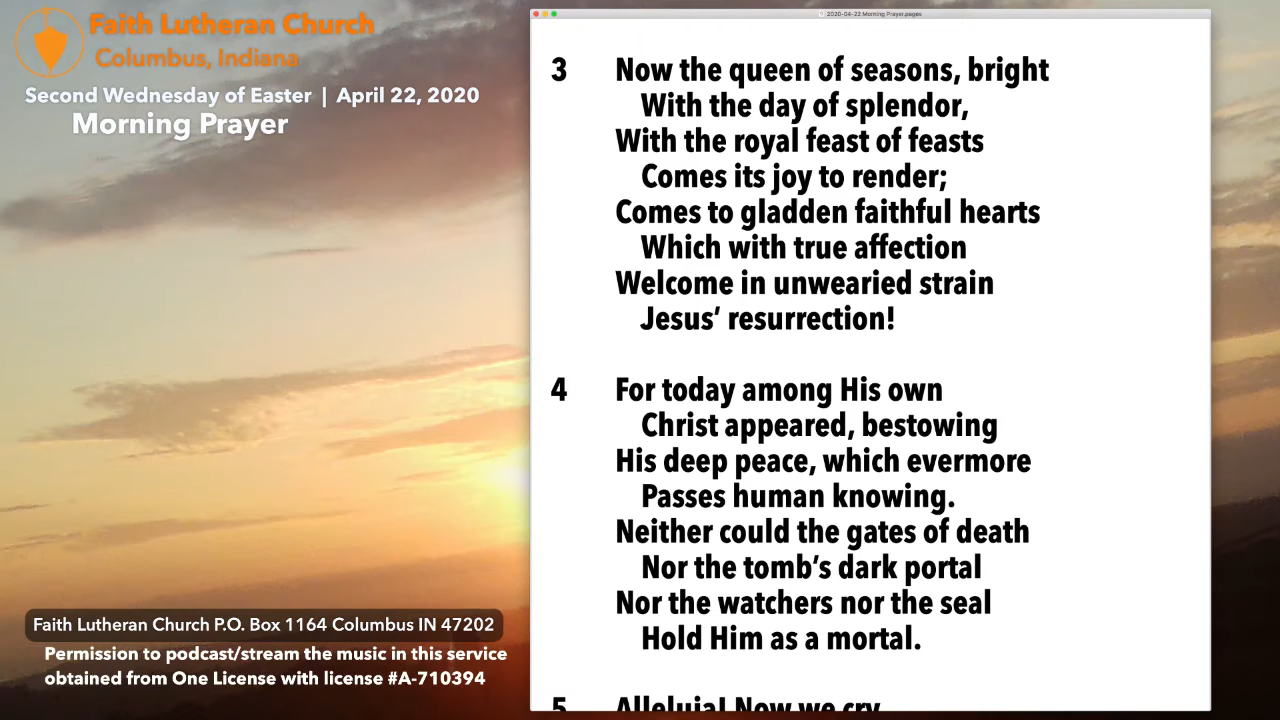 Faith Lutheran Church
Columbus, Indiana
Second Wednesday of Easter | April 22, 2020
Morning Prayer
2020-04-22 Morning Prayer.pages
3 Now the queen of seasons, bright
With the day of splendor,
With the royal feast of feasts
Comes its joy to render;
Comes to gladden faithful hearts
Which with true affection
Welcome in unwearied strain
Jesus’ resurrection!
4 For today among His own
Christ appeared, bestowing
His deep peace, which evermore
Passes human knowing.
Neither could the gates of death
Nor the tomb’s dark portal
Nor the watchers nor the seal
Hold Him as a mortal.
5 Alleluia! Now we cry
Faith Lutheran Church P.O. Box 1164 Columbus IN 47202
Permission to podcast/stream the music in this service
obtained from One License with license #A-710394